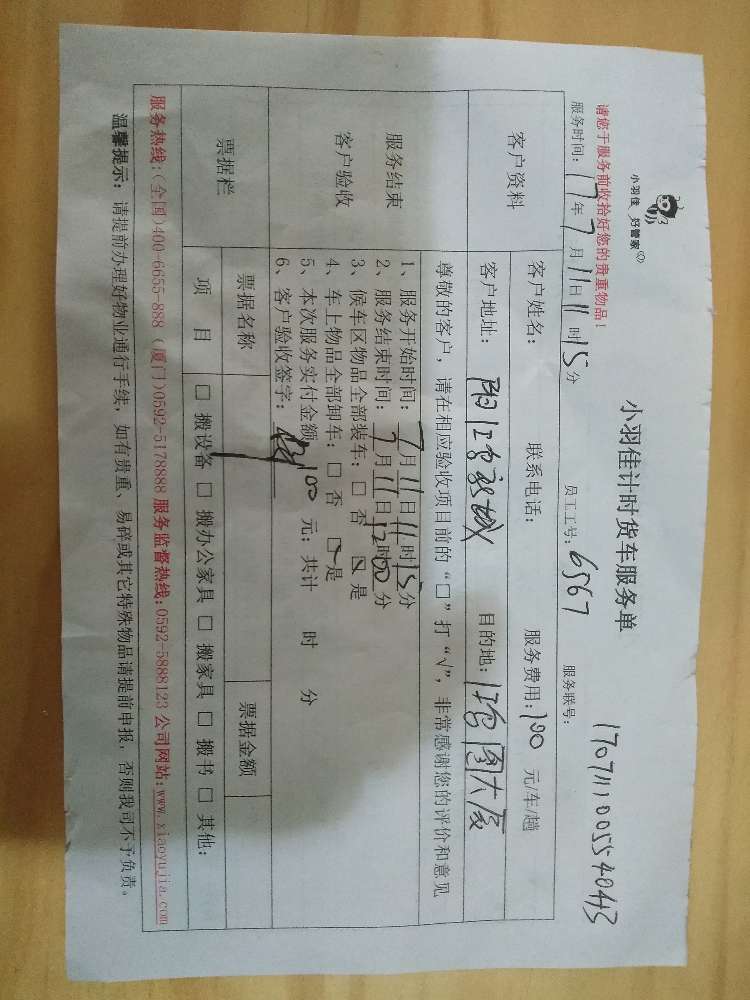 小羽佳 好管家
小羽佳计时货车服务单
170711100554043
请您于服务前收拾好您的贵重物品！
服务时间：17年7月11日11时15分 员工工号：6567 服务联号：
客户资料
客户姓名： 联系电话： 服务费用：100 元/车/趟
客户地址： 目的地：
尊敬的客户，请在相应验收项目前的“□”打“√”，非常感谢您的评价和意见
服务结束
客户验收
1、服务开始时间：7月11日11时15分
2、服务结束时间：7月11日12时00分
3、候车区物品全部装车：□ 否 ☑ 是
4、车上物品全部卸车：□ 否 ☑ 是
5、本次服务实付金额 100 元；共计 时 分
6、客户验收签字：
票据栏
票据名称 票据金额
项 目 □ 搬设备 □ 搬办公家具 □ 搬家具 □ 搬书 □ 其他：
服务热线：(全国)400-6655-888 (厦门)0592-5178888 服务监督热线:0592-5888123 公司网站:www.xiaoyujia.com
温馨提示：请提前办理好物业通行手续，如有贵重、易碎或其它特殊物品请提前申报，否则我司不予负责。